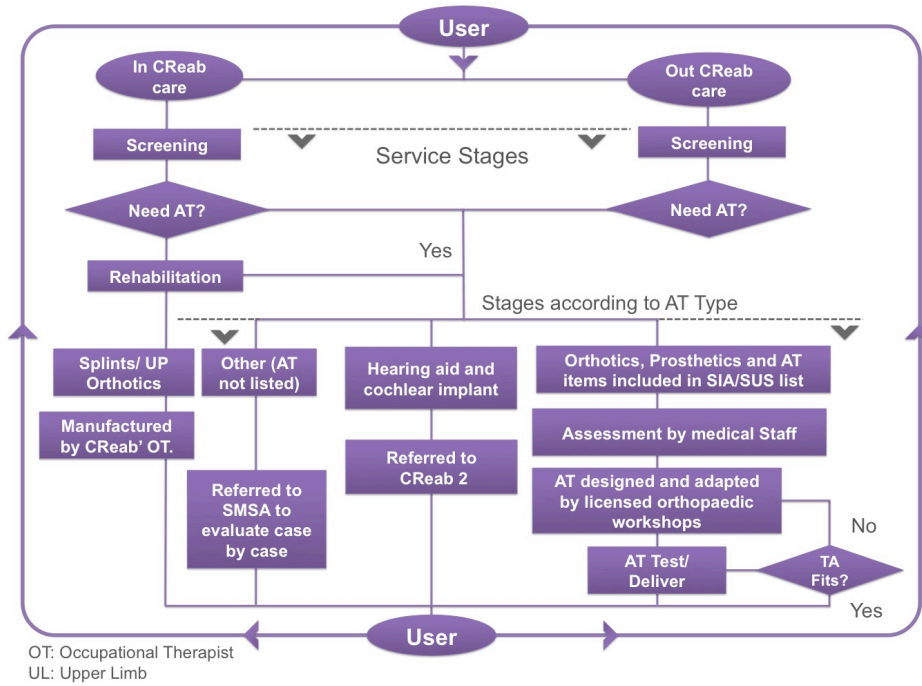 User
In CReab
care
Out CReab
care
Screening
Screening
Service Stages
Need AT?
Need AT?
Yes
Rehabilitation
Stages according to AT Type
Splints/ UP
Orthotics
Other (AT
not listed)
Hearing aid and
cochlear implant
Orthotics, Prosthetics and AT
items included in SIA/SUS list
Manufactured
by CReab' OT.
Assessment by medical Staff
Referred to
CReab 2
Referred to
SMSA to
evaluate case
by case
AT designed and adapted
by licensed orthopaedic
workshops
No
AT Test/
Deliver
TA
Fits?
Yes
User
OT: Occupational Therapist
UL: Upper Limb